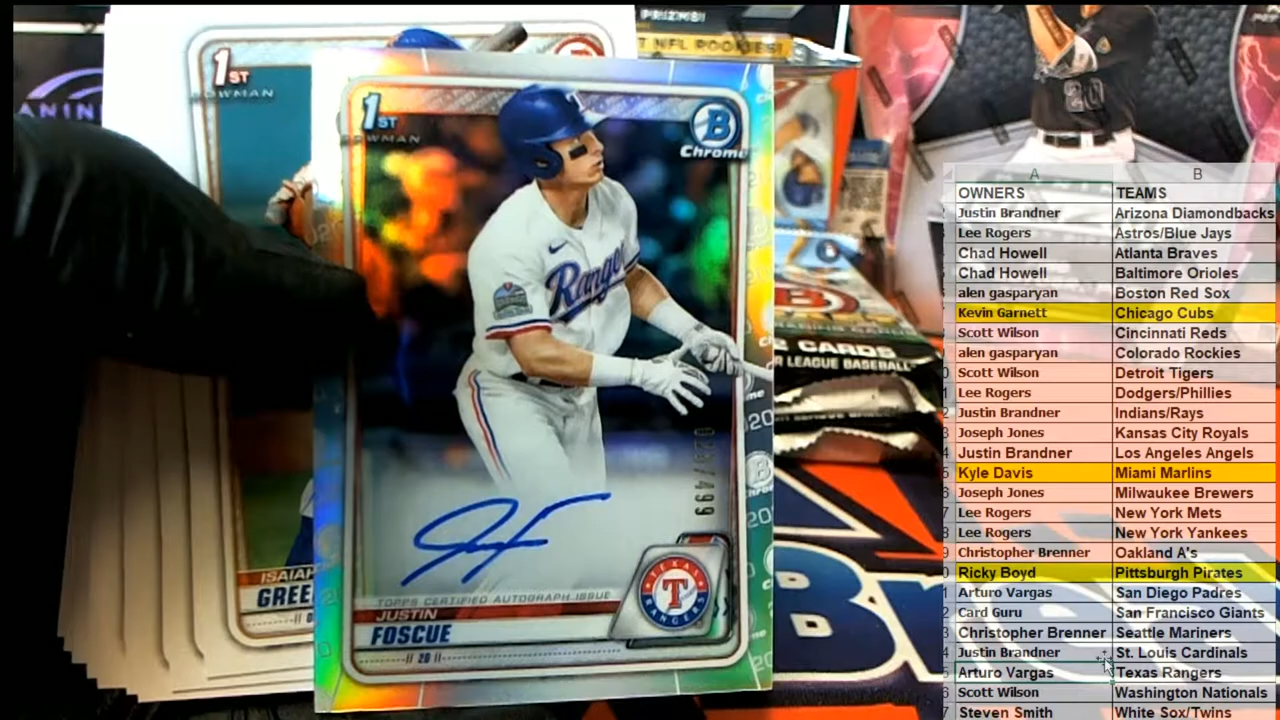 PRIZMS!
T NFL ROOKIES!
ANINI
1ST
BOWMAN
1ST
BOWMAN
B
Chrome
Rangers
CARDS
R LEAGUE BASEBALL
/499
ISAIAH
GREE
TOPPS CERTIFIED AUTOGRAPH ISSUE
JUSTIN
FOSCUE
20
TEXAS
T
RANGERS
20
A B
OWNERS TEAMS
Justin Brandner Arizona Diamondbacks
Lee Rogers Astros/Blue Jays
Chad Howell Atlanta Braves
Chad Howell Baltimore Orioles
alen gasparyan Boston Red Sox
Kevin Garnett Chicago Cubs
Scott Wilson Cincinnati Reds
alen gasparyan Colorado Rockies
Scott Wilson Detroit Tigers
Lee Rogers Dodgers/Phillies
Justin Brandner Indians/Rays
Joseph Jones Kansas City Royals
Justin Brandner Los Angeles Angels
Kyle Davis Miami Marlins
Joseph Jones Milwaukee Brewers
Lee Rogers New York Mets
Lee Rogers New York Yankees
Christopher Brenner Oakland A's
Ricky Boyd Pittsburgh Pirates
Arturo Vargas San Diego Padres
Card Guru San Francisco Giants
Christopher Brenner Seattle Mariners
Justin Brandner St. Louis Cardinals
Arturo Vargas Texas Rangers
Scott Wilson Washington Nationals
Steven Smith White Sox/Twins